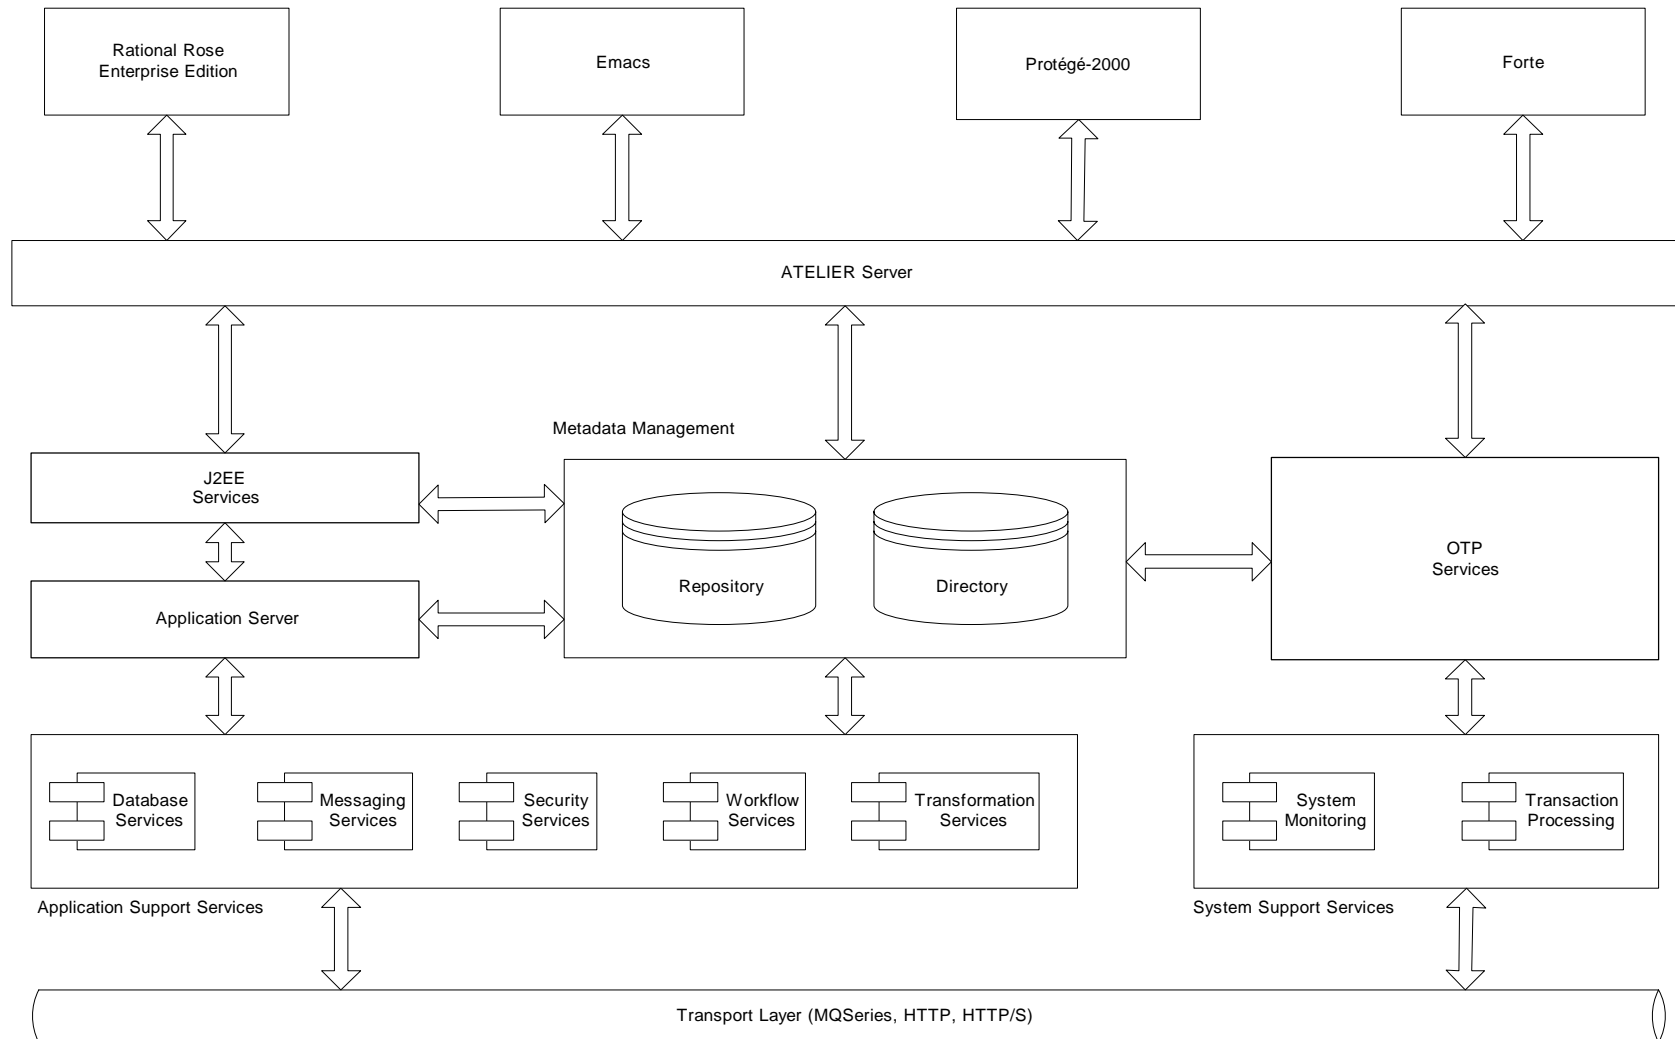 Rational Rose
Enterprise Edition
Emacs
Protégé-2000
Forte
ATELIER Server
Metadata Management
J2EE
Services
Repository
Directory
OTP
Services
Application Server
Database
Services
Messaging
Services
Security
Services
Workflow
Services
Transformation
Services
System
Monitoring
Transaction
Processing
Application Support Services
System Support Services
Transport Layer (MQSeries, HTTP, HTTP/S)